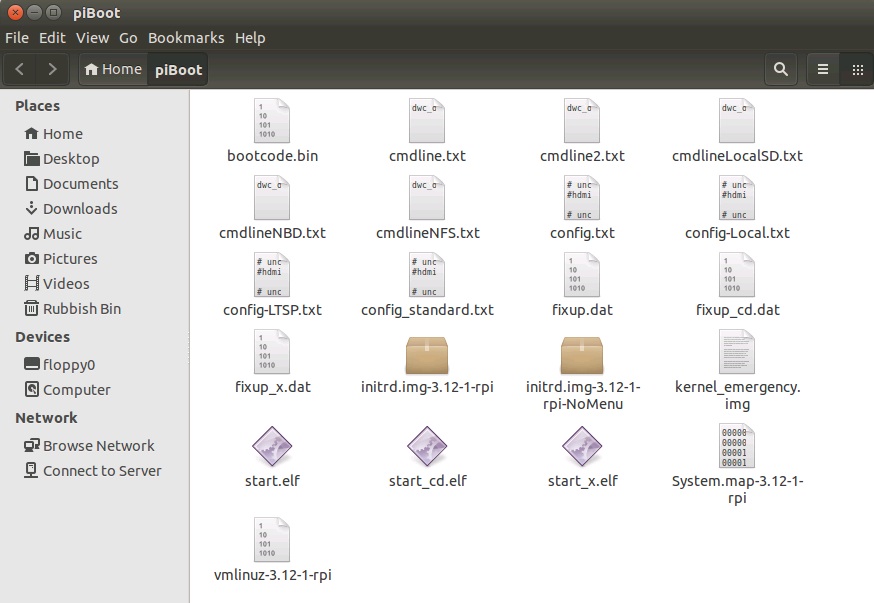 piBoot
File Edit View Go Bookmarks Help
Home piBoot
Places
Home
Desktop
Documents
Downloads
Music
Pictures
Videos
Rubbish Bin
Devices
floppy0
Computer
Network
Browse Network
Connect to Server
1
10
101
1010
bootcode.bin
dwc_o
cmdline.txt
dwc_o
cmdline2.txt
dwc_o
cmdlineLocalSD.txt
dwc_o
cmdlineNBD.txt
dwc_o
cmdlineNFS.txt
# unc
#hdmi
# unc
config.txt
# unc
#hdmi
# unc
config-Local.txt
# unc
#hdmi
# unc
config-LTSP.txt
# unc
#hdmi
# unc
config_standard.txt
1
10
101
1010
fixup.dat
1
10
101
1010
fixup_cd.dat
1
10
101
1010
fixup_x.dat
initrd.img-3.12-1-rpi
initrd.img-3.12-1-
rpi-NoMenu
kernel_emergency.
img
start.elf
start_cd.elf
start_x.elf
00000
00000
00001
00001
System.map-3.12-1-
rpi
1
10
101
1010
vmlinuz-3.12-1-rpi